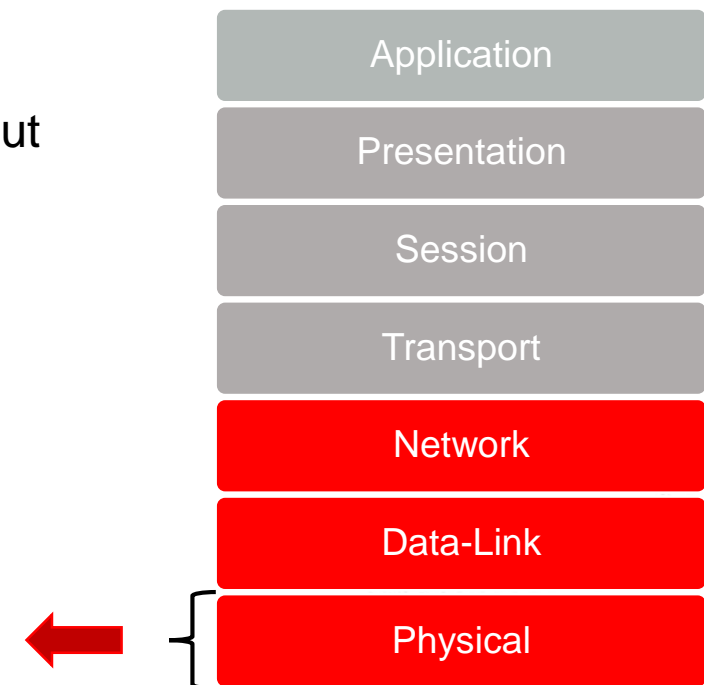 Application
ut
Presentation
Session
Transport
Network
Data-Link
Physical